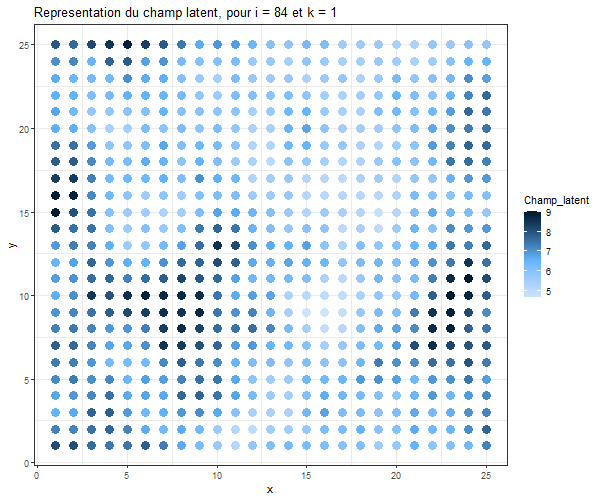 Representation du champ latent, pour i = 84 et k = 1
25
20
15
10
5
0
y
0 5 10 15 20 25
x
Champ_latent
9
8
7
6
5